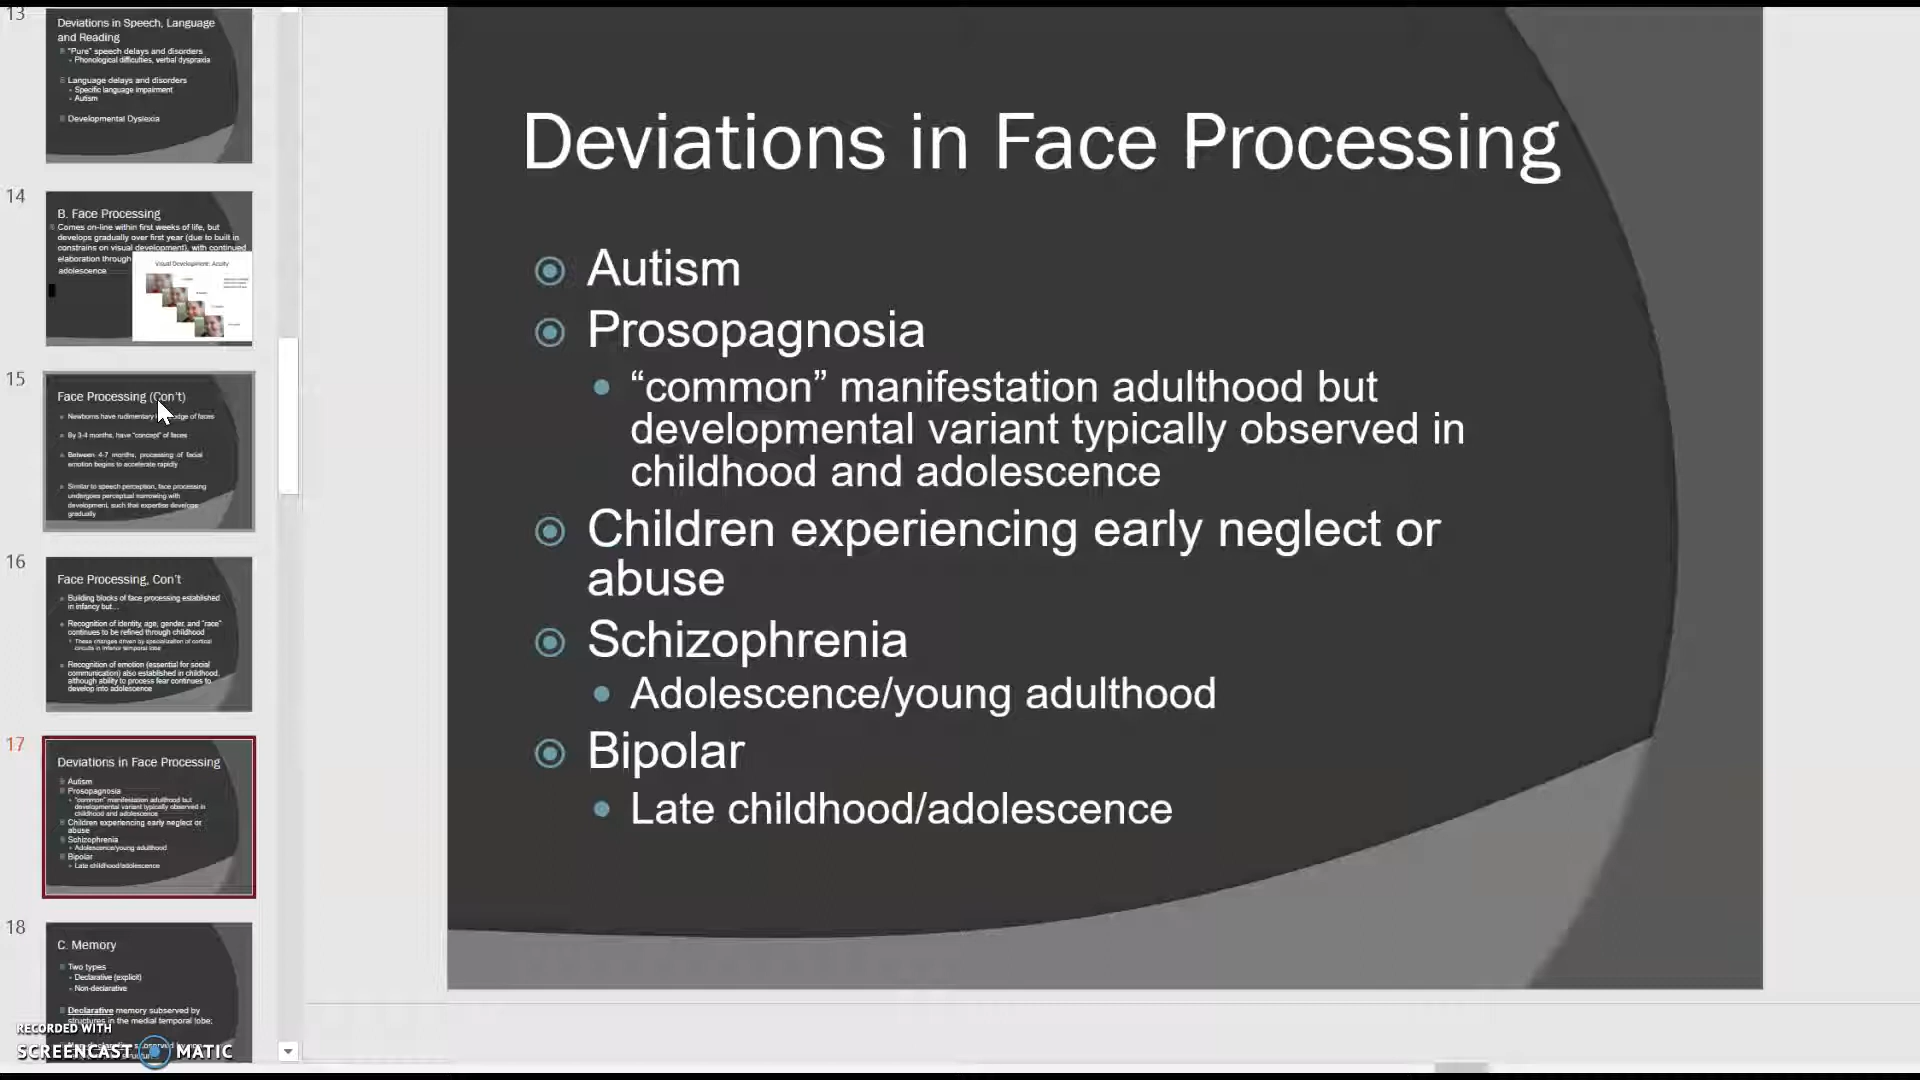 13
Deviations in Speech, Language
and Reading
"Pure" speech delays and disorders
Phonological difficulties, verbal dyspraxia
Language delays and disorders
Specific language impairment
Autism
Developmental Dyslexia
14
B. Face Processing
Comes on-line within first weeks of life, but
develops gradually over first year (due to built in
constrains on visual development), with continued
elaboration through
adolescence
Visual Development: Acuity
15
Face Processing (Con't)
Newborns have rudimentary of faces
By 3-4 months, have "concept" of faces
Between 4-7 months, processing of facial
emotion begins to accelerate rapidly
Similar to speech perception, face processing
undergoes perceptual narrowing with
development, such that expertise develops
gradually
16
Face Processing, Con't
Building blocks of face processing established
in infancy but...
Recognition of identity, age, gender, and "race"
continues to be refined through childhood
These changes driven by specialization of cortical
circuits in inferior temporal lobe
Recognition of emotion (essential for social
communication) also established in childhood,
although ability to process fear continues to
develop into adolescence
17
Deviations in Face Processing
Autism
Prosopagnosia
"common" manifestation adulthood but
developmental variant typically observed in
childhood and adolescence
Children experiencing early neglect or
abuse
Schizophrenia
Adolescence/young adulthood
Bipolar
Late childhood/adolescence
18
C. Memory
Two types
Declarative (explicit)
Non-declarative
Declarative memory subserved by
structures in the medial temporal lobe;
RECORDED WITH
SCREENCAST MATIC
Deviations in Face Processing
Autism
Prosopagnosia
“common” manifestation adulthood but
developmental variant typically observed in
childhood and adolescence
Children experiencing early neglect or
abuse
Schizophrenia
Adolescence/young adulthood
Bipolar
Late childhood/adolescence